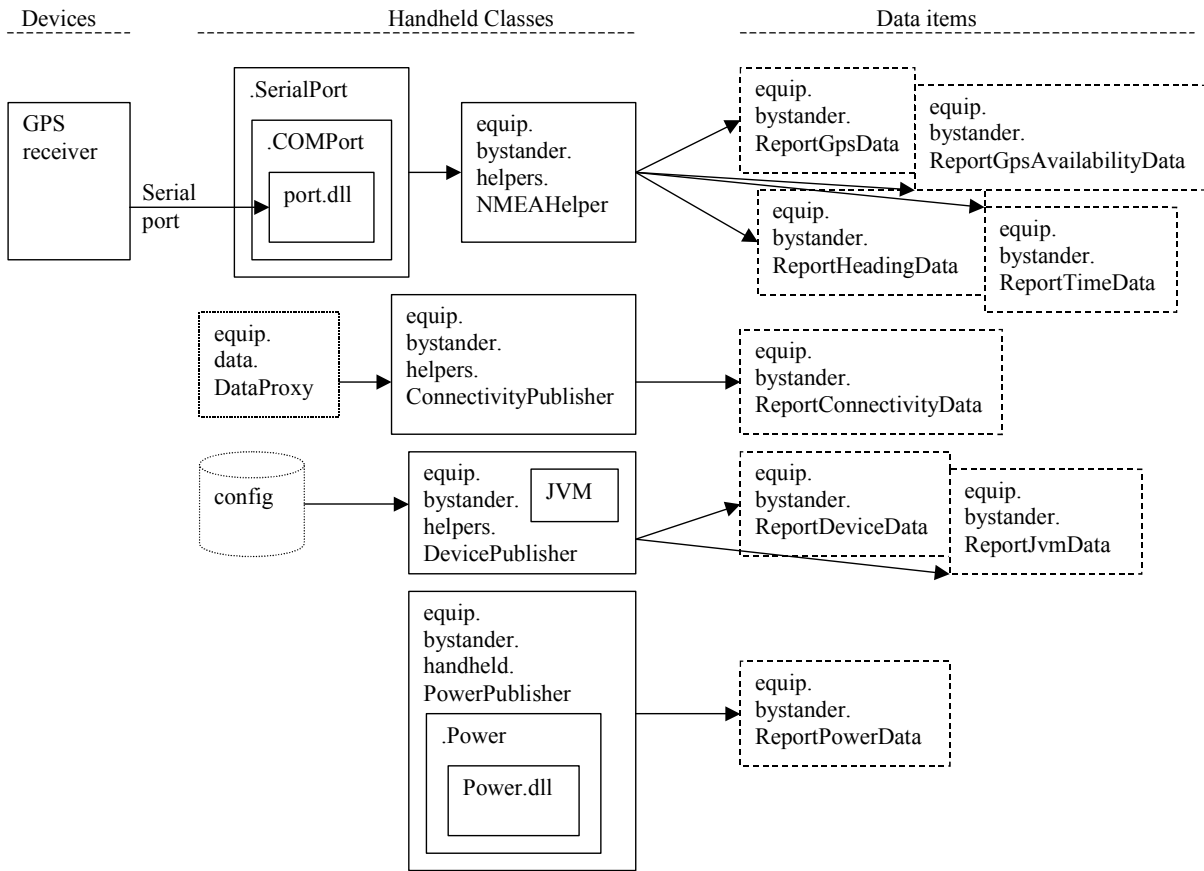 Devices
Handheld Classes
Data items
GPS
receiver
Serial
port
.SerialPort
.COMPort
port.dll
equip.
bystander.
helpers.
NMEAHelper
equip.
bystander.
ReportGpsData
equip.
bystander.
ReportGpsAvailabilityData
equip.
bystander.
ReportHeadingData
equip.
bystander.
ReportTimeData
equip.
data.
DataProxy
equip.
bystander.
helpers.
ConnectivityPublisher
equip.
bystander.
ReportConnectivityData
config
equip.
bystander.
helpers.
DevicePublisher
JVM
equip.
bystander.
ReportDeviceData
equip.
bystander.
ReportJvmData
equip.
bystander.
handheld.
PowerPublisher
.Power
Power.dll
equip.
bystander.
ReportPowerData